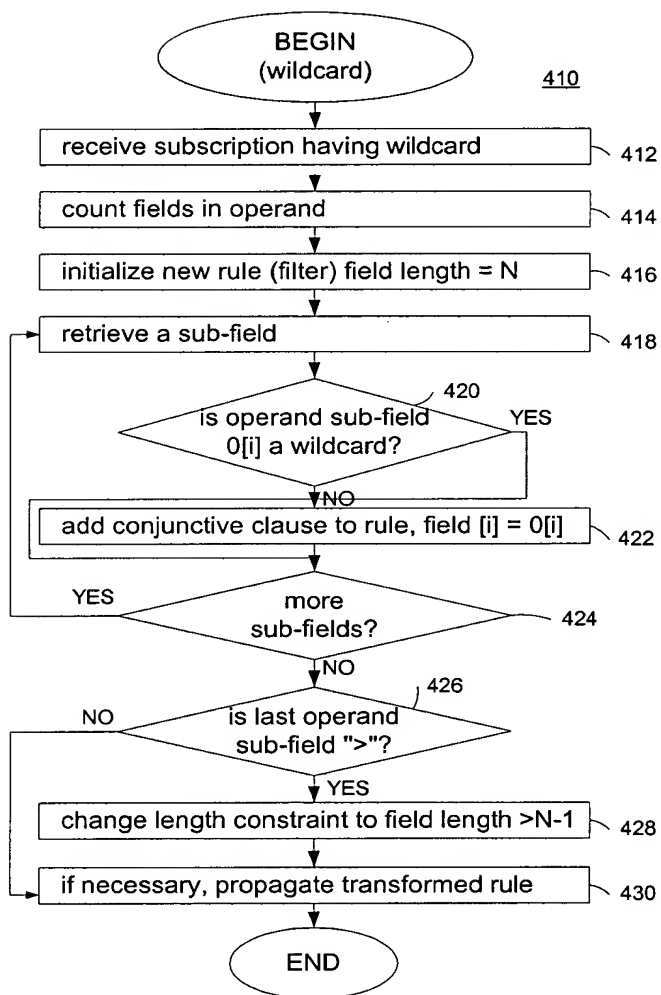 BEGIN
(wildcard)
410
receive subscription having wildcard
412
count fields in operand
414
initialize new rule (filter) field length = N
416
retrieve a sub-field
418
420
is operand sub-field
0[i] a wildcard?
YES
NO
add conjunctive clause to rule, field [i] = 0[i]
422
YES
more
sub-fields?
424
NO
426
NO
is last operand
sub-field ">"?
YES
change length constraint to field length >N-1
428
if necessary, propagate transformed rule
430
END